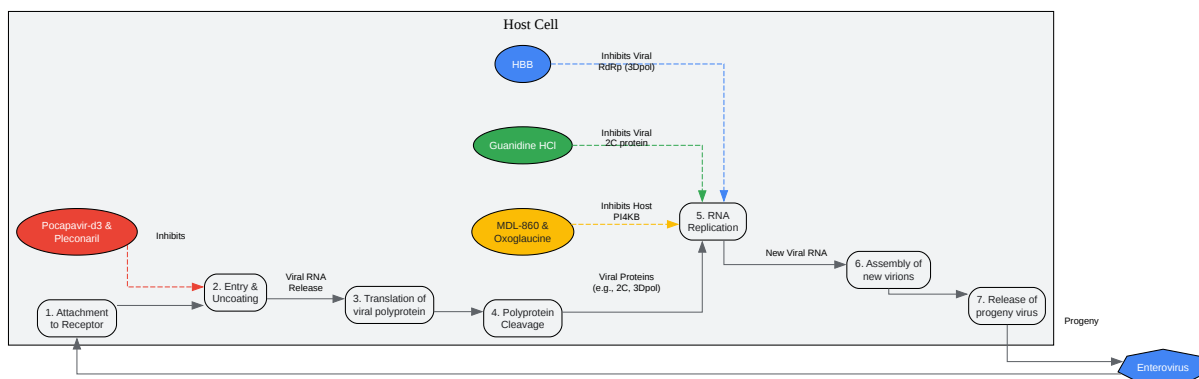 Host Cell
HBB
Inhibits Viral
RdRp (3Dpol)
Guanidine HCl
Inhibits Viral
2C protein
Pocapavir-d3 &
Pleconaril
Inhibits
MDL-860 &
Oxoglaucine
Inhibits Host
PI4KB
5. RNA
Replication
1. Attachment
to Receptor
2. Entry &
Uncoating
Viral RNA
Release
3. Translation of
viral polyprotein
4. Polyprotein
Cleavage
Viral Proteins
(e.g., 2C, 3Dpol)
New Viral RNA
6. Assembly of
new virions
7. Release of
progeny virus
Progeny
Enterovirus